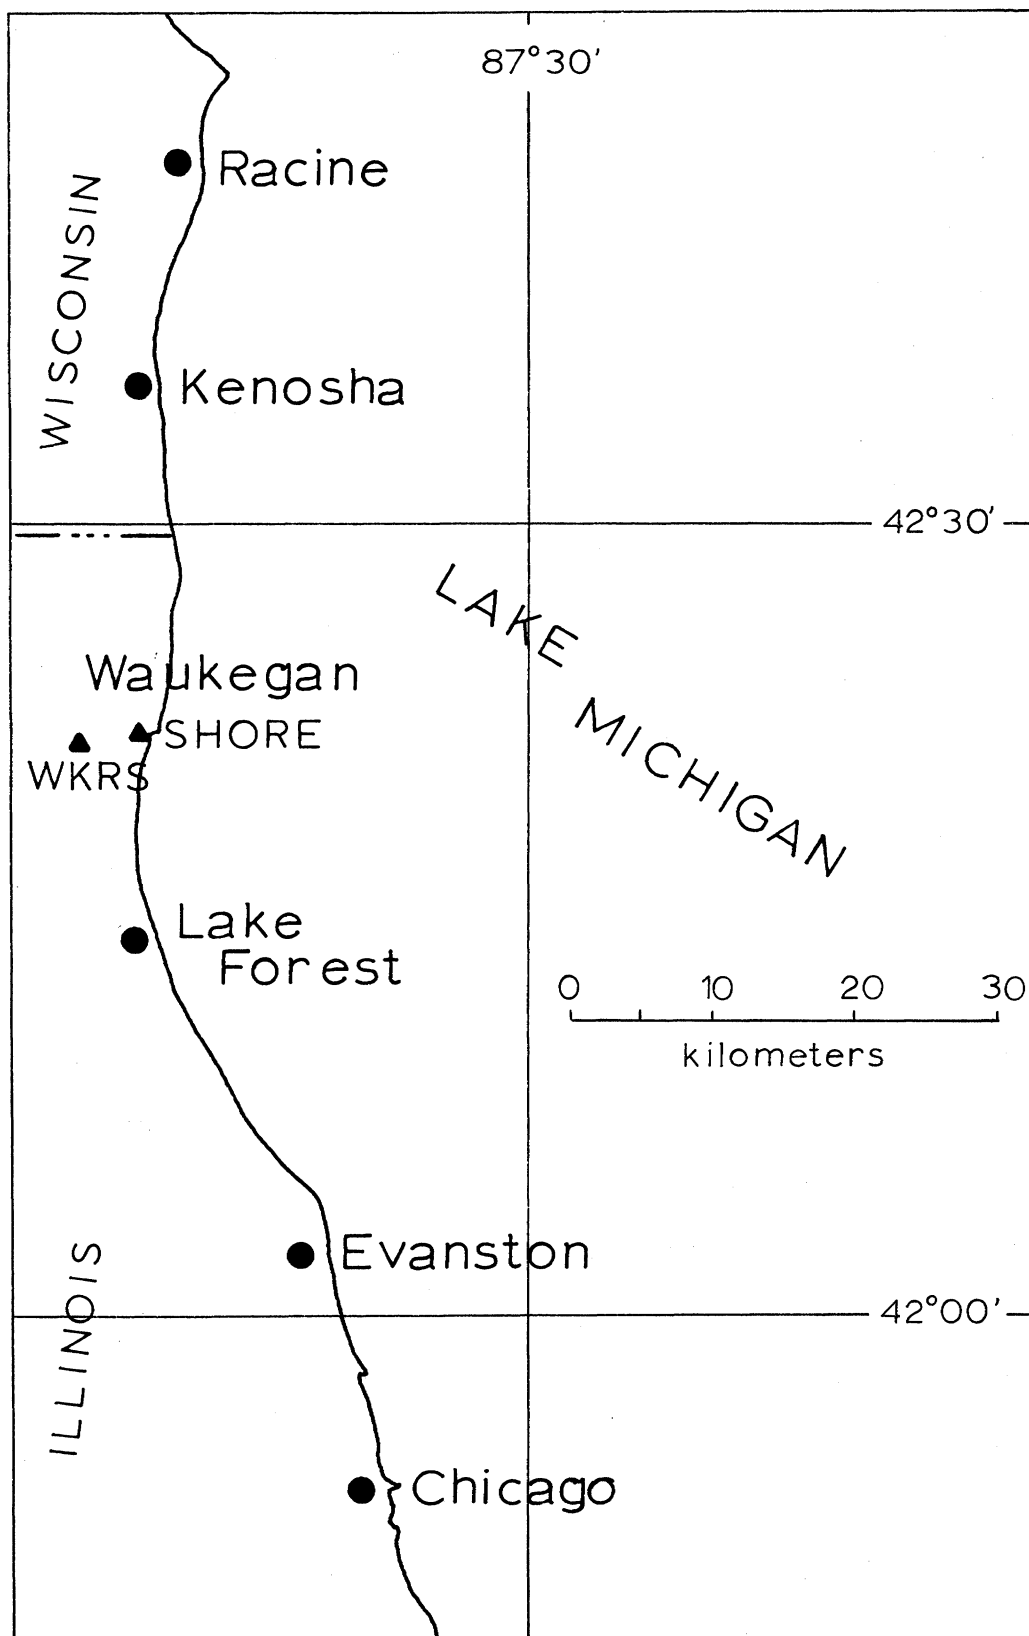 87°30'
Racine
WISCONSIN
Kenosha
42°30'
LAKE
MICHIGAN
Waukegan
SHORE
WKRS
Lake
Forest
0 10 20 30
kilometers
Evanston
42°00'
ILLINOIS
Chicago